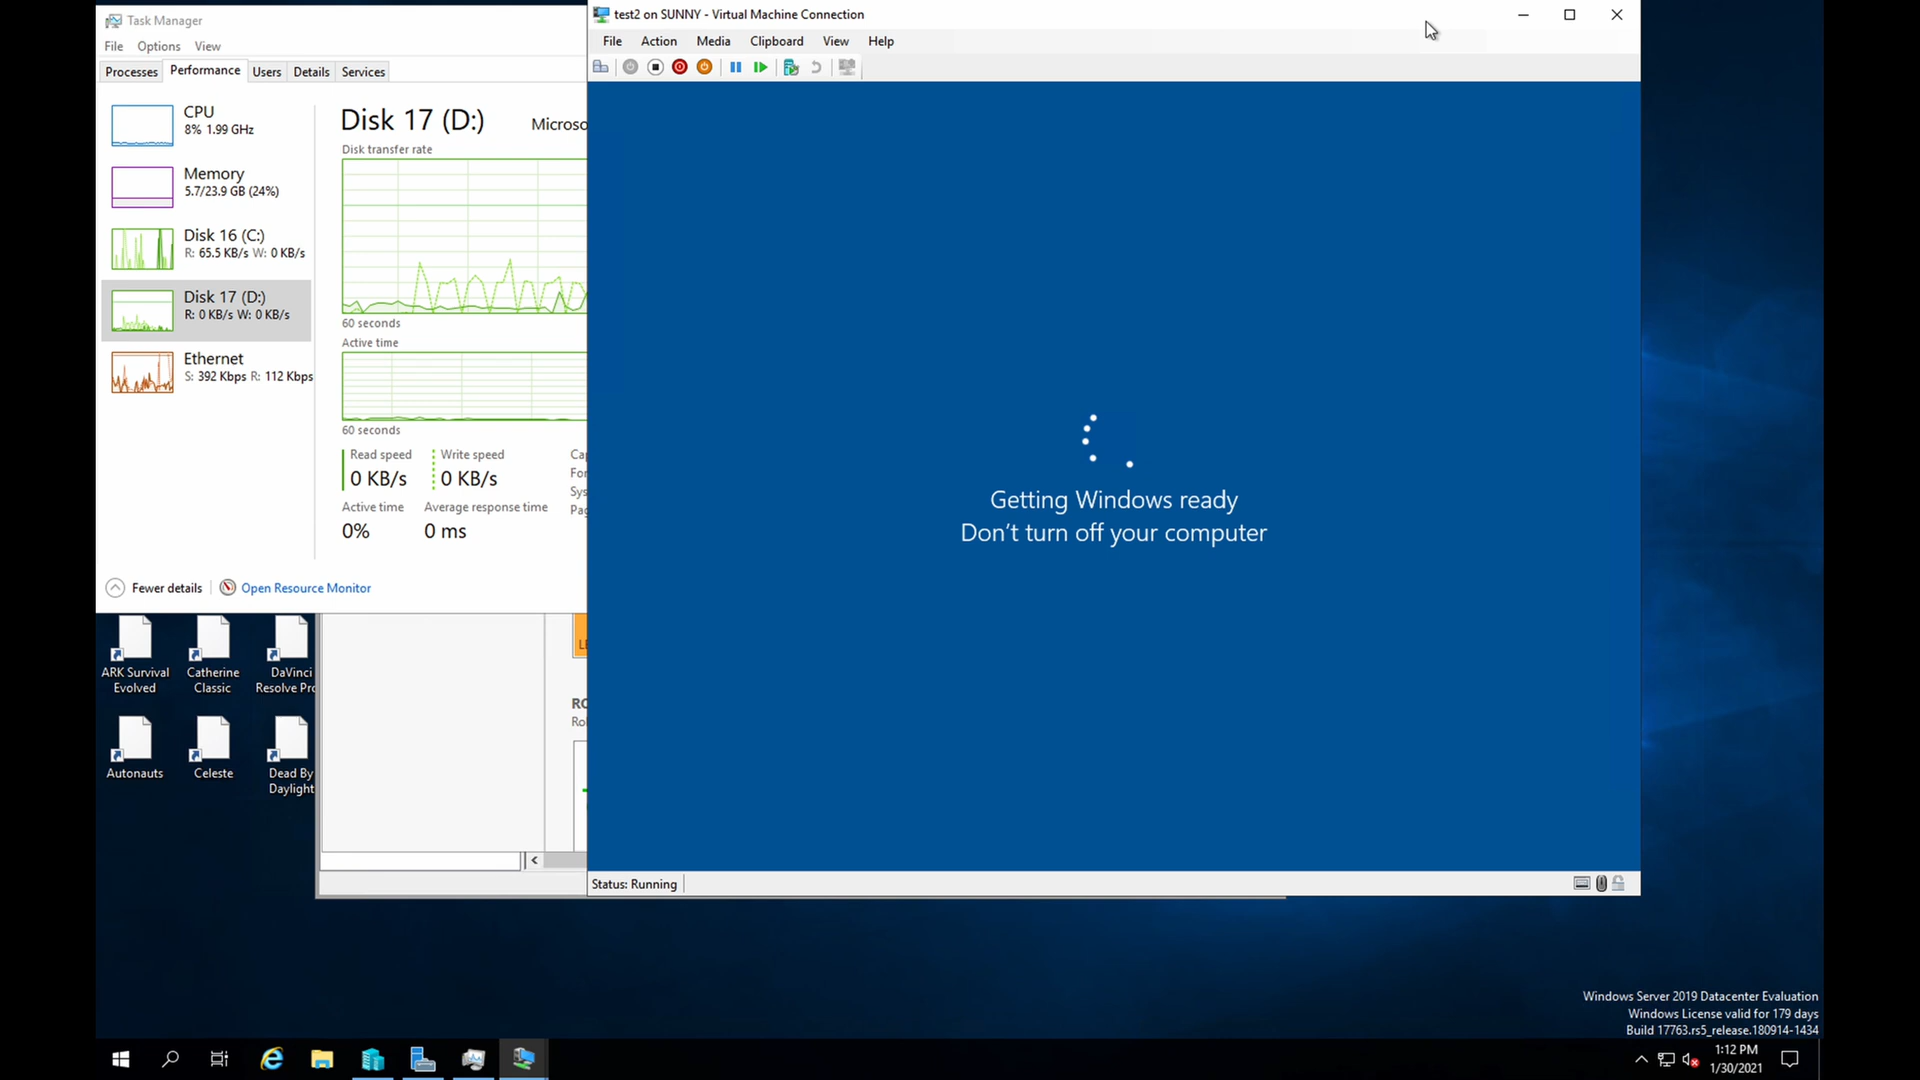 Task Manager
File Options View
Processes Performance Users Details Services
CPU
8% 1.99 GHz
Memory
5.7/23.9 GB (24%)
Disk 16 (C:)
R: 65.5 KB/s W: 0 KB/s
Disk 17 (D:)
R: 0 KB/s W: 0 KB/s
Ethernet
S: 392 Kbps R: 112 Kbps
Disk 17 (D:)
Disk transfer rate
60 seconds
Active time
60 seconds
Read speed Write speed
0 KB/s 0 KB/s
Active time Average response time
0% 0 ms
Fewer details Open Resource Monitor
test2 on SUNNY - Virtual Machine Connection
File Action Media Clipboard View Help
Getting Windows ready
Don't turn off your computer
Status: Running
ARK Survival
Evolved
Catherine
Classic
DaVinci
Resolve Pro
Autonauts
Celeste
Dead By
Daylight
Windows Server 2019 Datacenter Evaluation
Windows License valid for 179 days
Build 17763.rs5_release.180914-1434
1:12 PM
1/30/2021